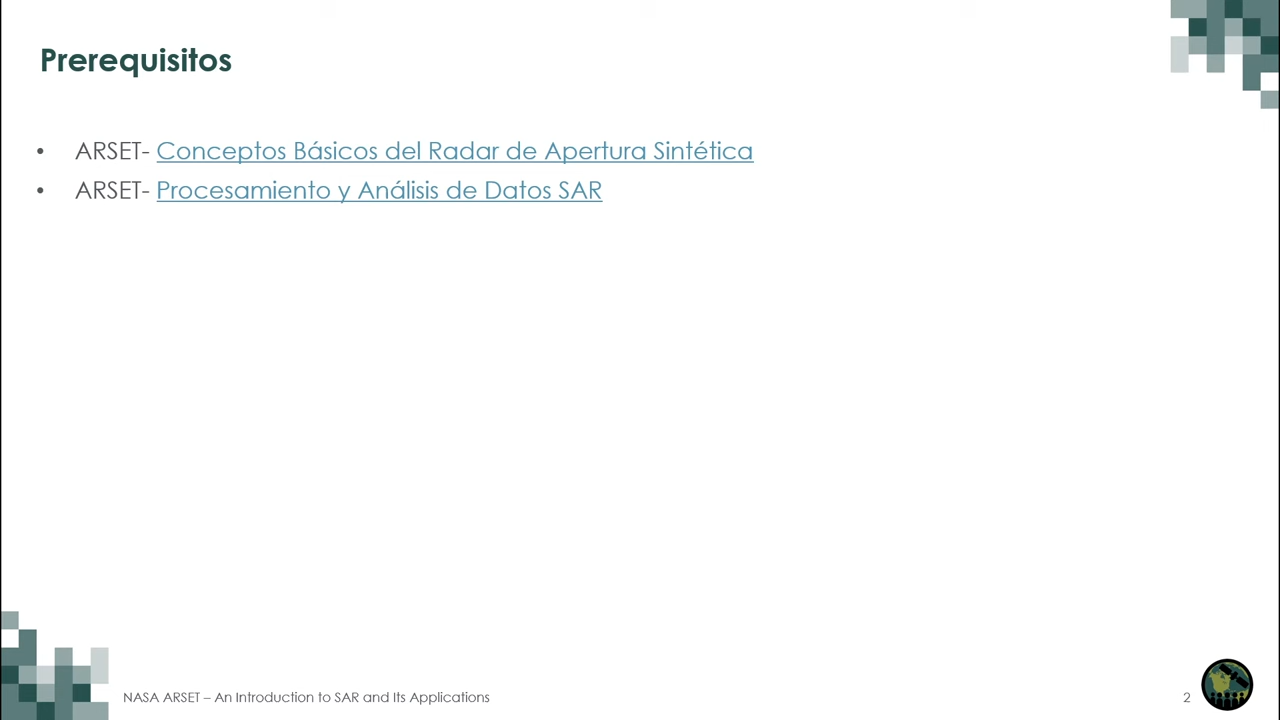 Prerequisitos
• ARSET- Conceptos Básicos del Radar de Apertura Sintética
• ARSET- Procesamiento y Análisis de Datos SAR
NASA ARSET – An Introduction to SAR and Its Applications
2